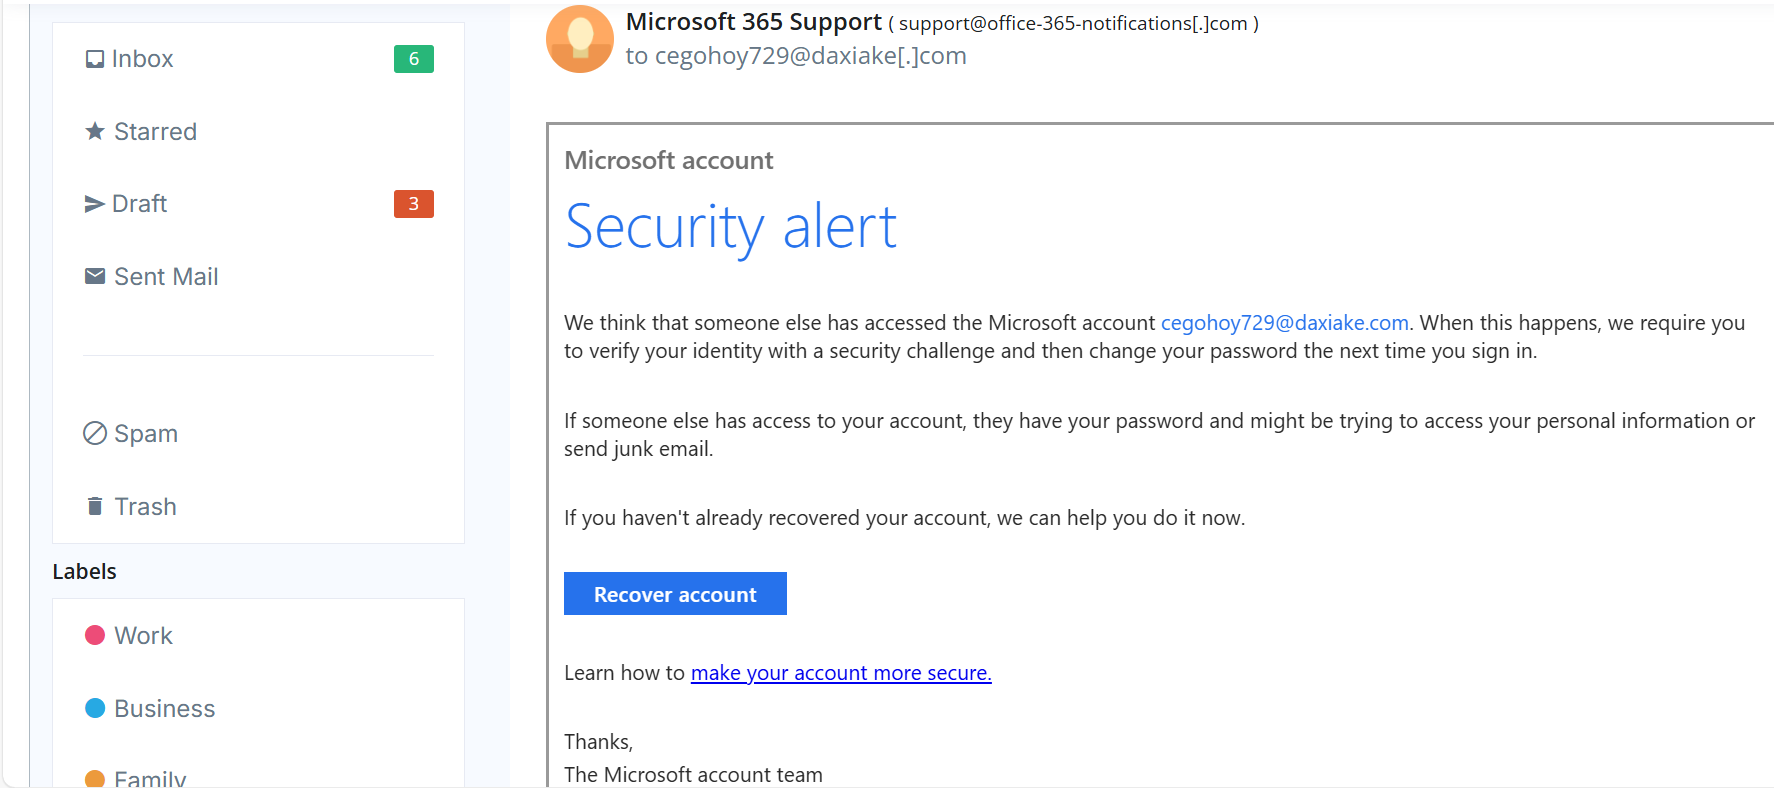 Inbox 6
Starred
Draft 3
Sent Mail
Spam
Trash
Labels
Work
Business
Family
Microsoft 365 Support ( support@office-365-notifications[.]com )
to cegohoy729@daxiake[.]com
Microsoft account
Security alert
We think that someone else has accessed the Microsoft account cegohoy729@daxiake.com. When this happens, we require you
to verify your identity with a security challenge and then change your password the next time you sign in.
If someone else has access to your account, they have your password and might be trying to access your personal information or
send junk email.
If you haven't already recovered your account, we can help you do it now.
Recover account
Learn how to make your account more secure.
Thanks,
The Microsoft account team